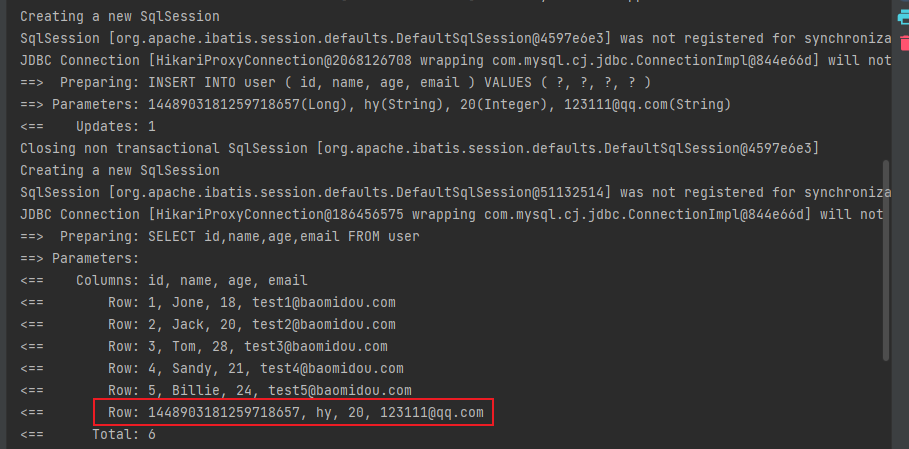 Creating a new SqlSession
SqlSession [org.apache.ibatis.session.defaults.DefaultSqlSession@4597e6e3] was not registered for synchroniza
JDBC Connection [HikariProxyConnection@2068126708 wrapping com.mysql.cj.jdbc.ConnectionImpl@844e66d] will not
==>  Preparing: INSERT INTO user ( id, name, age, email ) VALUES ( ?, ?, ?, ? )
==> Parameters: 1448903181259718657(Long), hy(String), 20(Integer), 123111@qq.com(String)
<==    Updates: 1
Closing non transactional SqlSession [org.apache.ibatis.session.defaults.DefaultSqlSession@4597e6e3]
Creating a new SqlSession
SqlSession [org.apache.ibatis.session.defaults.DefaultSqlSession@51132514] was not registered for synchroniza
JDBC Connection [HikariProxyConnection@186456575 wrapping com.mysql.cj.jdbc.ConnectionImpl@844e66d] will not
==>  Preparing: SELECT id,name,age,email FROM user
==> Parameters:
<==    Columns: id, name, age, email
<==        Row: 1, Jone, 18, test1@baomidou.com
<==        Row: 2, Jack, 20, test2@baomidou.com
<==        Row: 3, Tom, 28, test3@baomidou.com
<==        Row: 4, Sandy, 21, test4@baomidou.com
<==        Row: 5, Billie, 24, test5@baomidou.com
<==        Row: 1448903181259718657, hy, 20, 123111@qq.com
<==      Total: 6